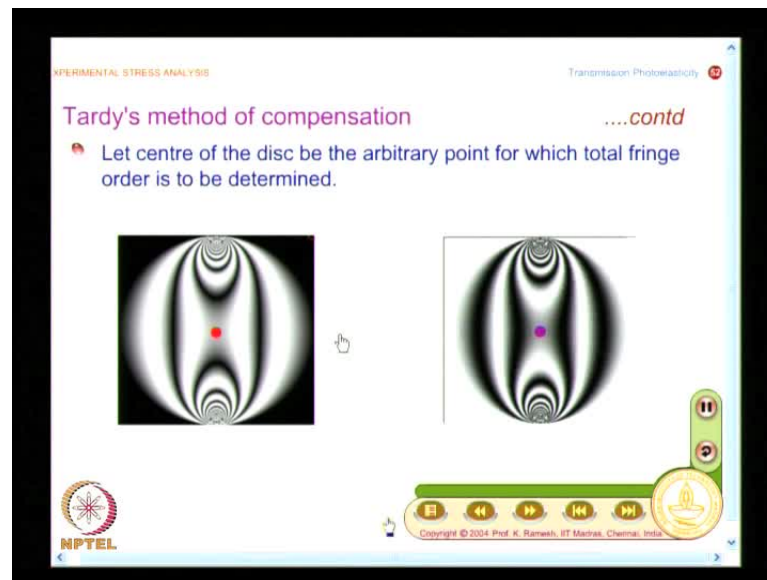 XPERIMENTAL STRESS ANALYSIS
Transmission Photoelasticity 52
Tardy's method of compensation ....contd
Let centre of the disc be the arbitrary point for which total fringe
order is to be determined.
NPTEL
Copyright © 2004 Prof. K. Ramesh, IIT Madras, Chennai, India